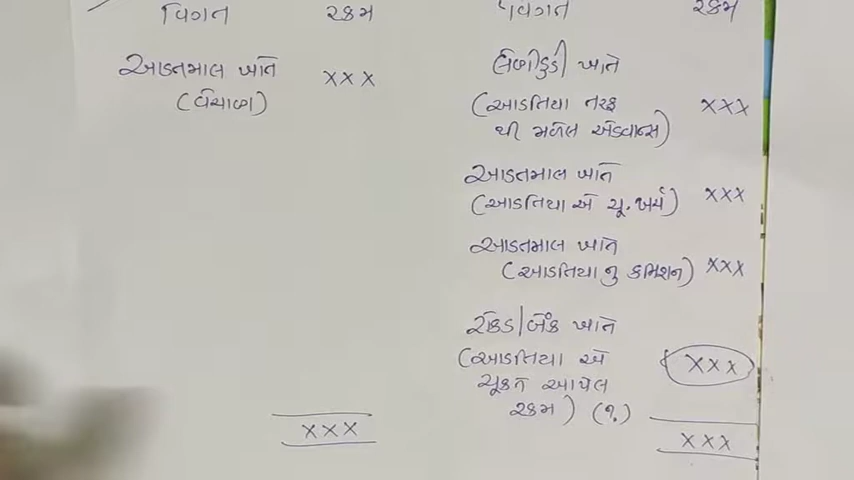 વિગત રકમ વિગત રકમ
આડતમાલ ખાતે xxx
(વેચાણ)
લેણીહુંડી ખાતે
(આડતિયા તરફ xxx
થી મળેલ એડવાન્સ)
આડતમાલ ખાતે
(આડતિયા એ ચૂ. ખર્ચ) xxx
આડતમાલ ખાતે
(આડતિયા નુ કમિશન) xxx
રોકડ/બેંક ખાતે
(આડતિયા એ xxx
ચૂકતે આપેલ
રકમ) (?)
xxx xxx